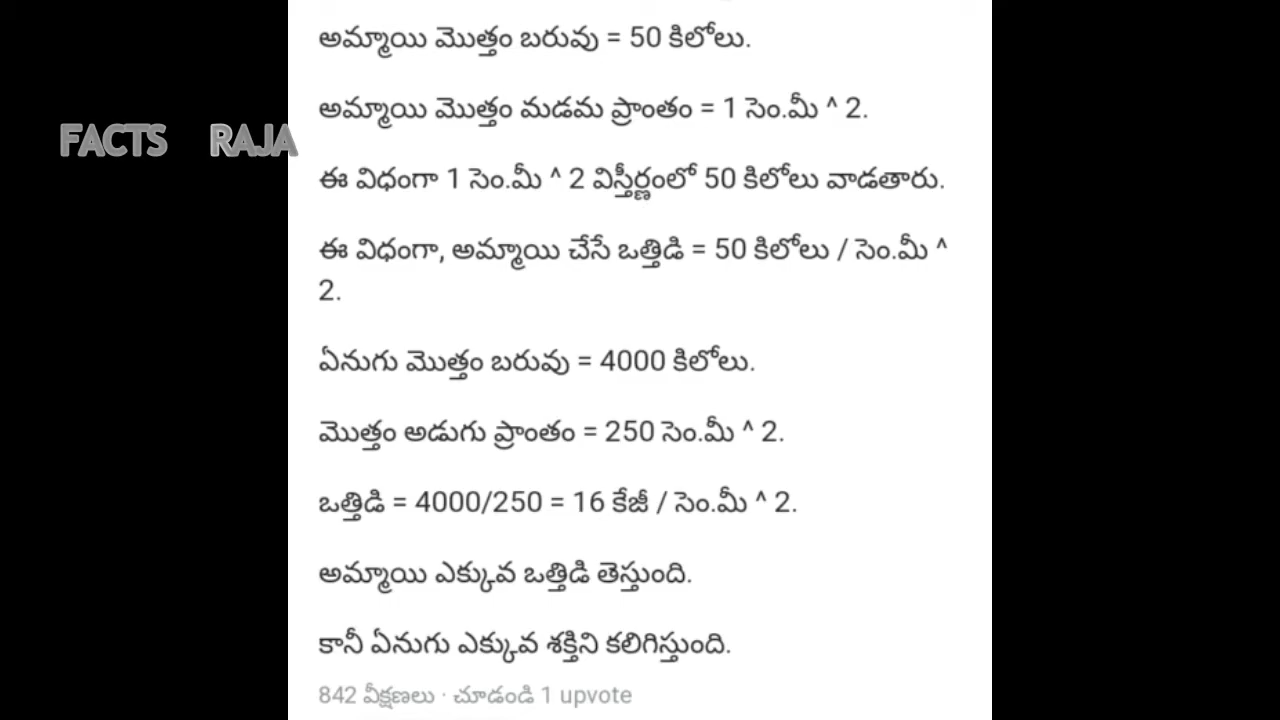 అమ్మాయి మొత్తం బరువు = 50 కిలోలు.
అమ్మాయి మొత్తం మడమ ప్రాంతం = 1 సెం.మీ ^ 2.
FACTS RAJA
ఈ విధంగా 1 సెం.మీ ^ 2 విస్తీర్ణంలో 50 కిలోలు వాడతారు.
ఈ విధంగా, అమ్మాయి చేసే ఒత్తిడి = 50 కిలోలు / సెం.మీ ^
2.
ఏనుగు మొత్తం బరువు = 4000 కిలోలు.
మొత్తం అడుగు ప్రాంతం = 250 సెం.మీ ^ 2.
ఒత్తిడి = 4000/250 = 16 కేజీ / సెం.మీ ^ 2.
అమ్మాయి ఎక్కువ ఒత్తిడి తెస్తుంది.
కానీ ఏనుగు ఎక్కువ శక్తిని కలిగిస్తుంది.
842 వీక్షణలు · చూడండి 1 upvote